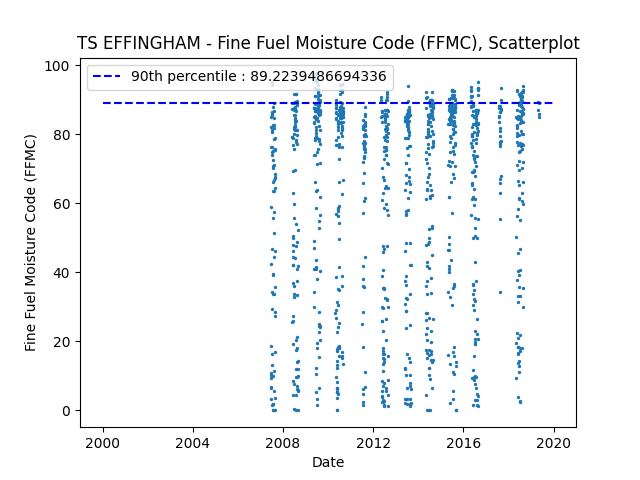 TS EFFINGHAM - Fine Fuel Moisture Code (FFMC), Scatterplot
90th percentile : 89.2239486694336
Fine Fuel Moisture Code (FFMC)
100
80
60
40
20
0
2000 2004 2008 2012 2016 2020
Date